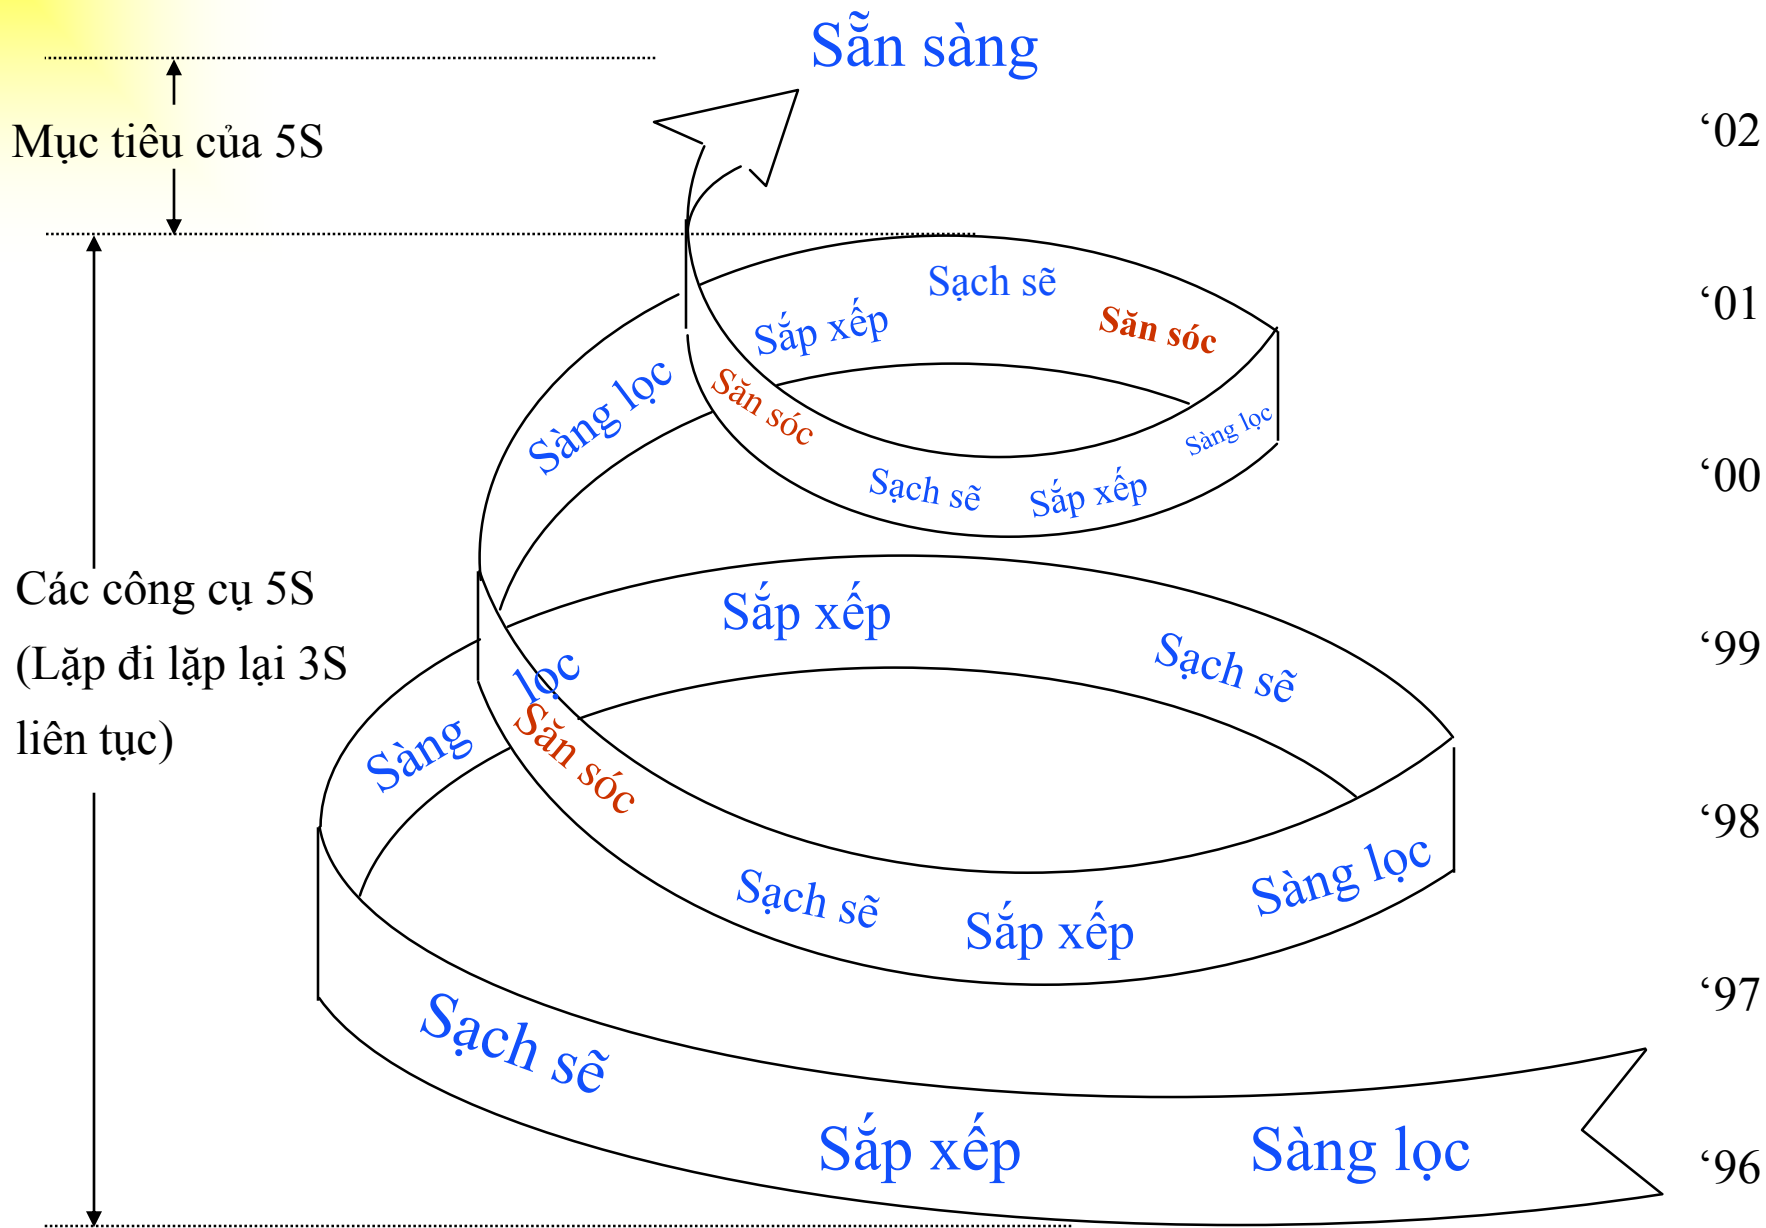 Sẵn sàng
‘02
Mục tiêu của 5S
Sạch sẽ
‘01
Sắp xếp
Săn sóc
Sàng lọc
Săn sóc
Sàng lọc
‘00
Sạch sẽ
Sắp xếp
Các công cụ 5S
(Lặp đi lặp lại 3S
liên tục)
Sắp xếp
Sạch sẽ
‘99
Sàng lọc
Săn sóc
‘98
Sạch sẽ
Sắp xếp
Sàng lọc
‘97
Sạch sẽ
Sắp xếp
Sàng lọc
‘96